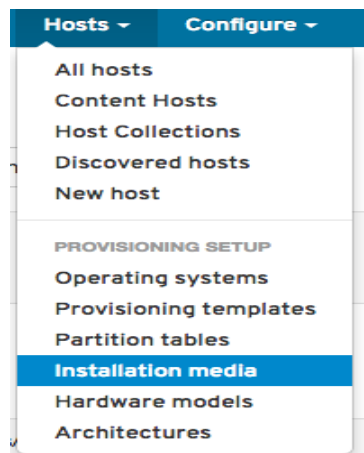 Hosts Configure
All hosts
Content Hosts
Host Collections
Discovered hosts
New host
PROVISIONING SETUP
Operating systems
Provisioning templates
Partition tables
Installation media
Hardware models
Architectures